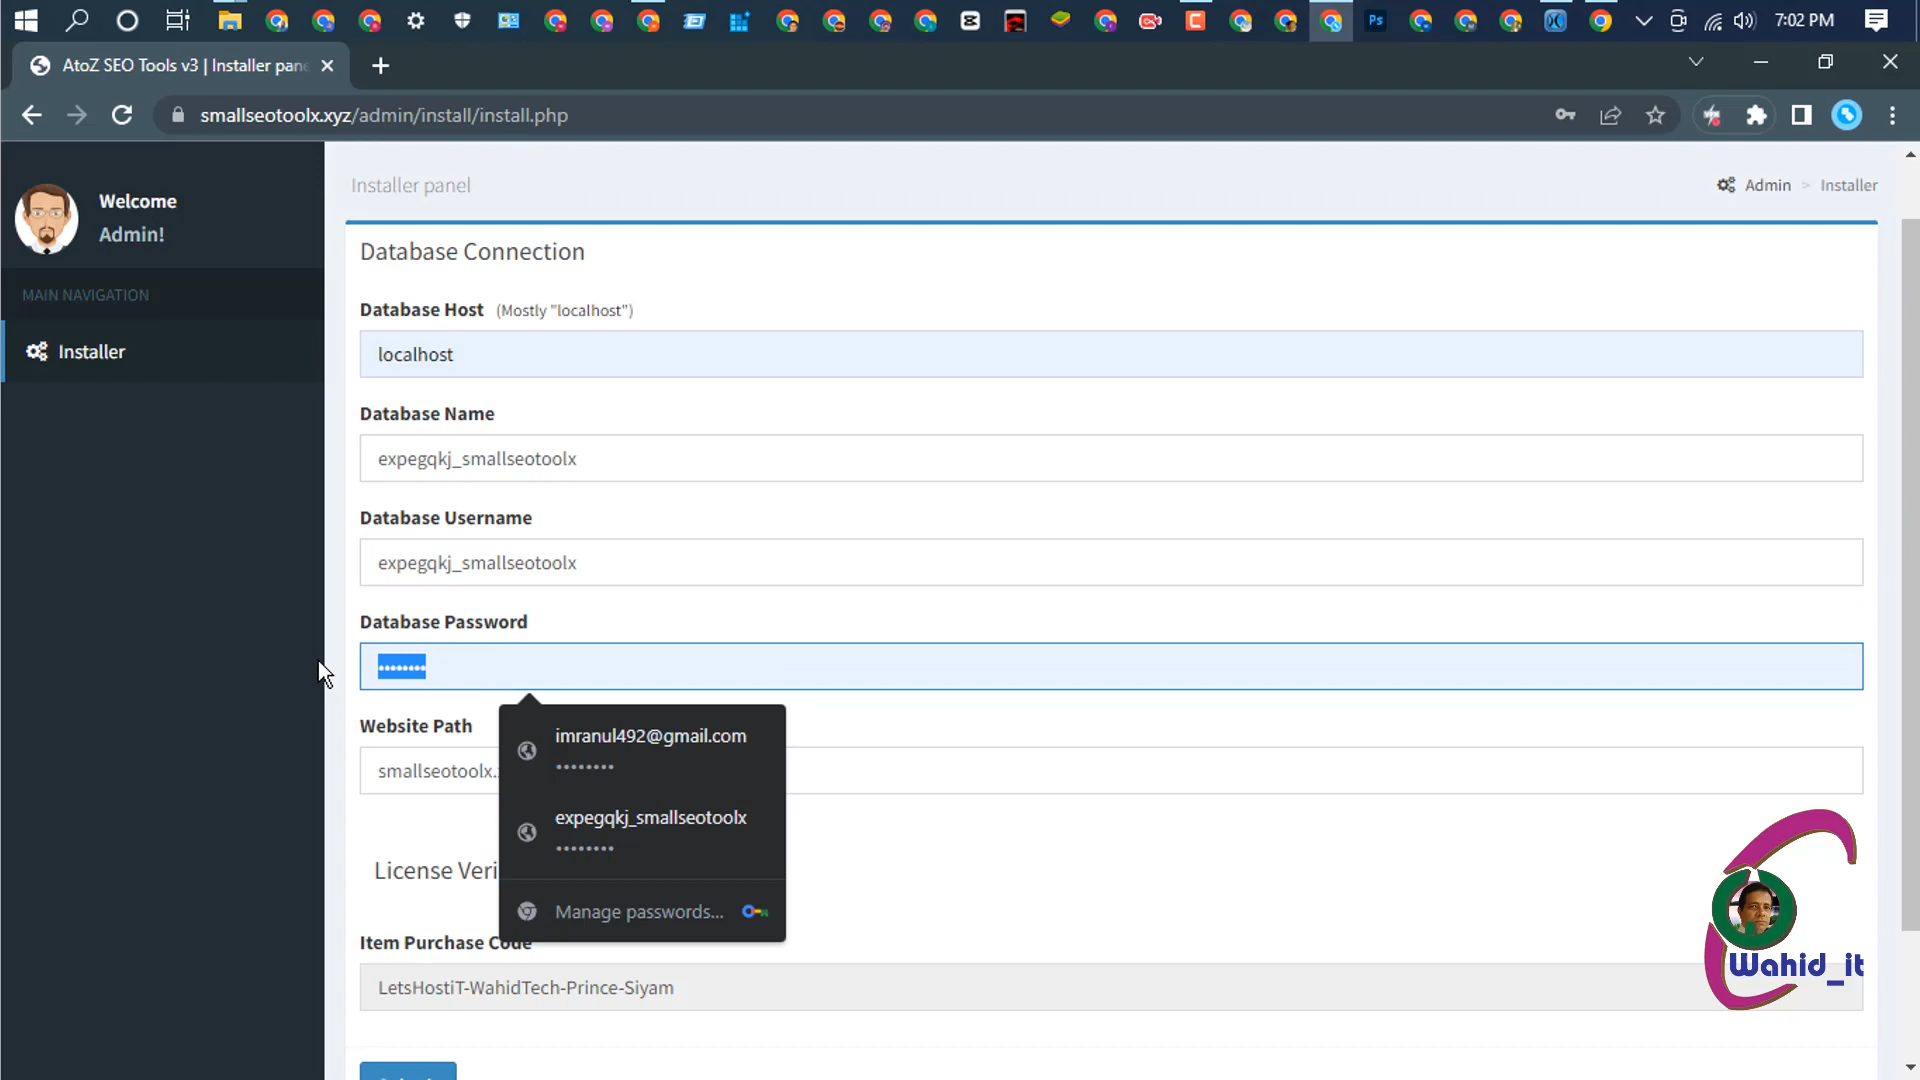 Ps
7:02 PM
AtoZ SEO Tools v3 | Installer pan
smallseotoolx.xyz/admin/install/install.php
Welcome
Admin!
MAIN NAVIGATION
Installer
Installer panel
Admin > Installer
Database Connection
Database Host (Mostly "localhost")
localhost
Database Name
expegqkj_smallseotoolx
Database Username
expegqkj_smallseotoolx
Database Password
••••••••
imranul492@gmail.com
••••••••
expegqkj_smallseotoolx
••••••••
Manage passwords...
Website Path
smallseotoolx.
License Veri
Item Purchase Code
LetsHostiT-WahidTech-Prince-Siyam
Wahid_it